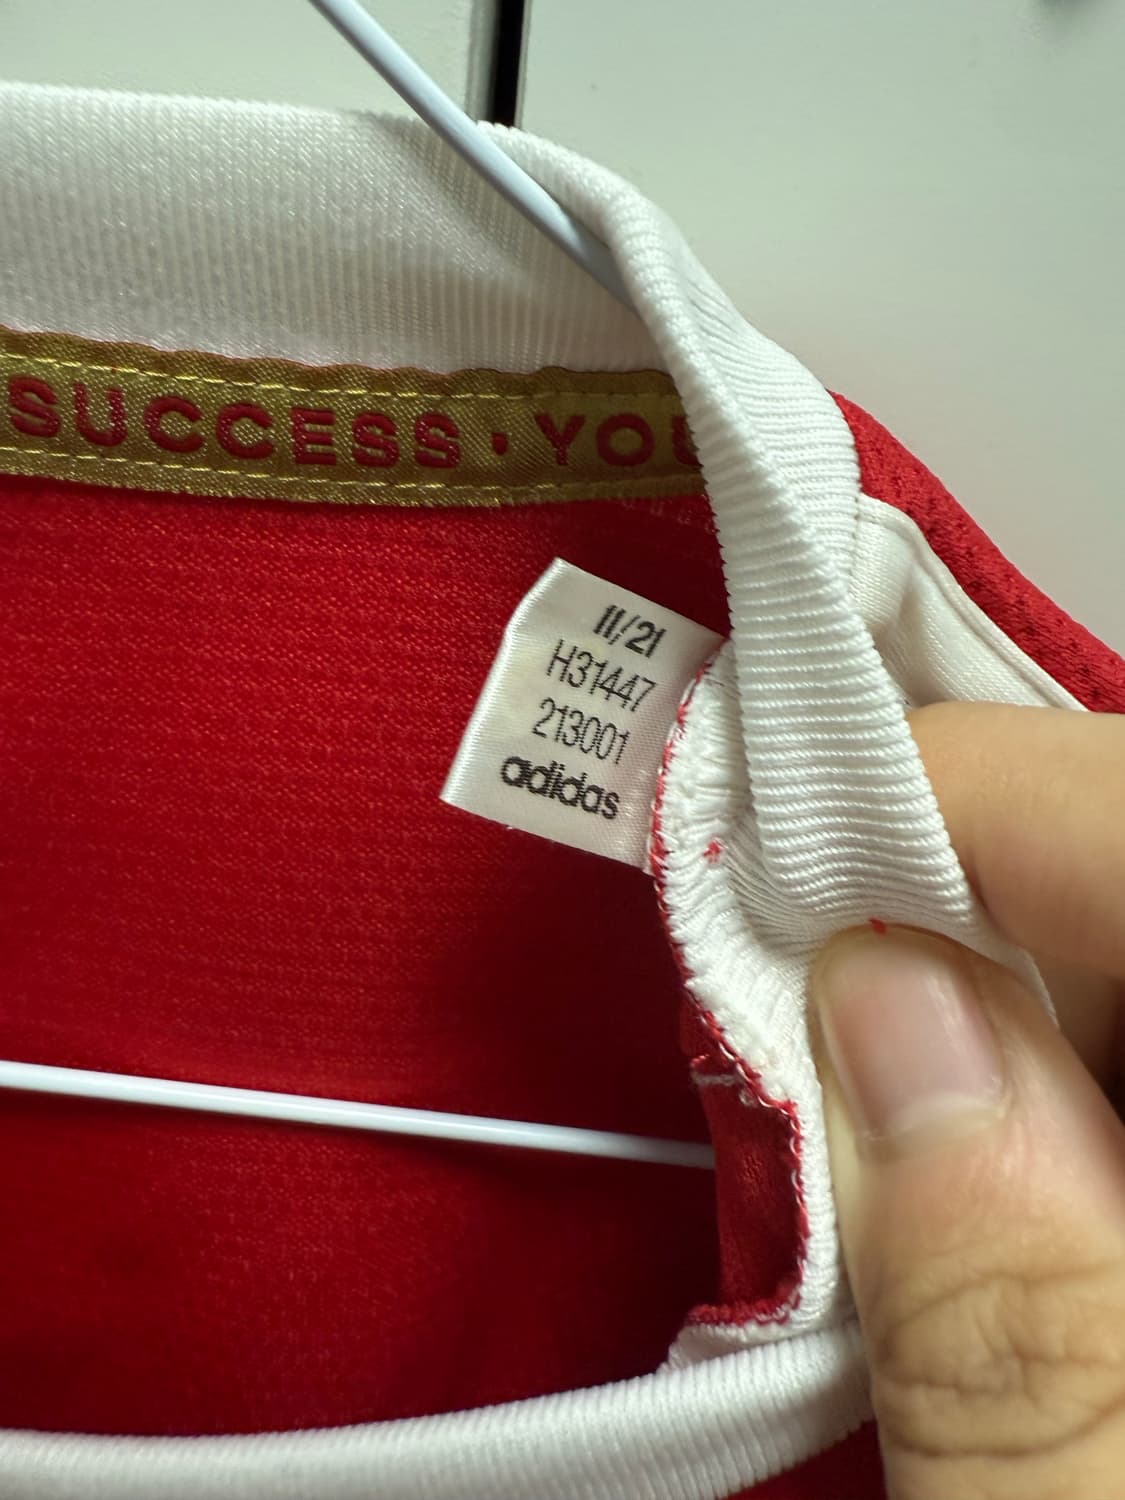 SUCCESS · YOU
11/21
H31447
213001
adidas